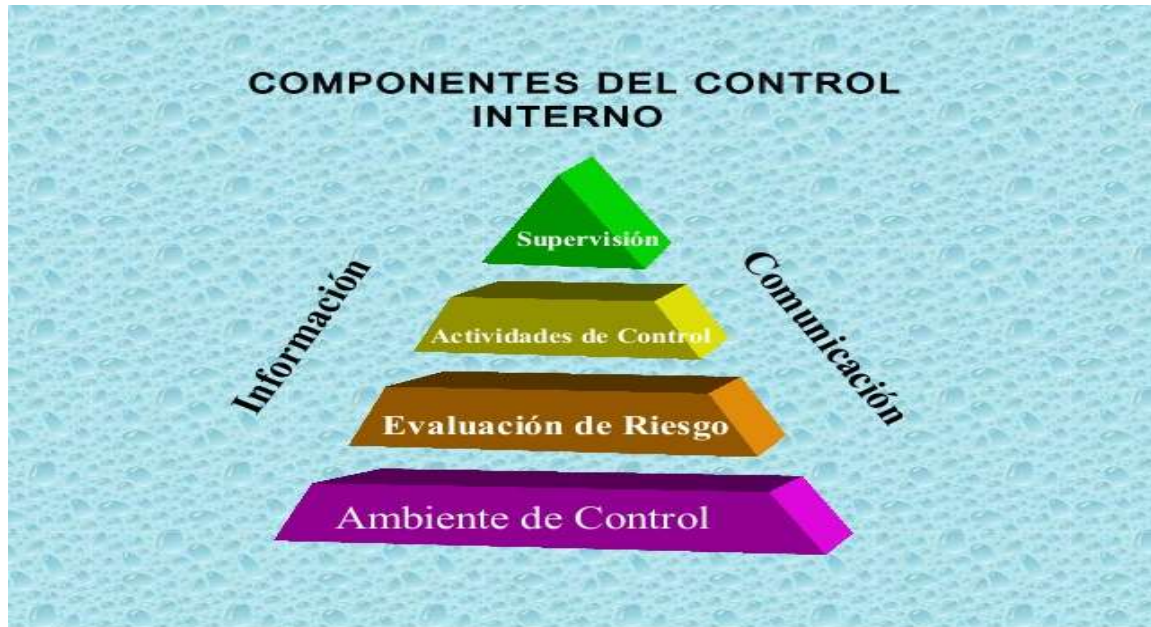 COMPONENTES DEL CONTROL
INTERNO
Supervisión
Información
Comunicación
Actividades de Control
Evaluación de Riesgo
Ambiente de Control